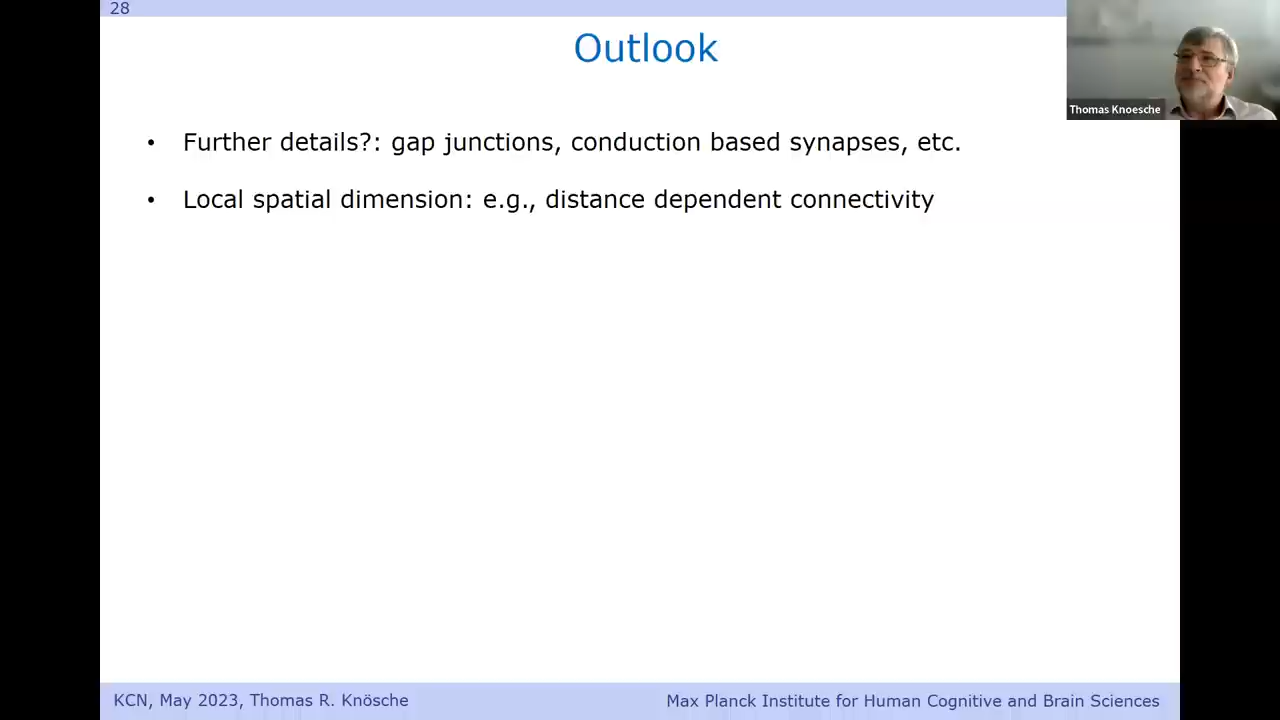 28
Outlook
Thomas Knoesche
• Further details?: gap junctions, conduction based synapses, etc.
• Local spatial dimension: e.g., distance dependent connectivity
KCN, May 2023, Thomas R. Knösche
Max Planck Institute for Human Cognitive and Brain Sciences